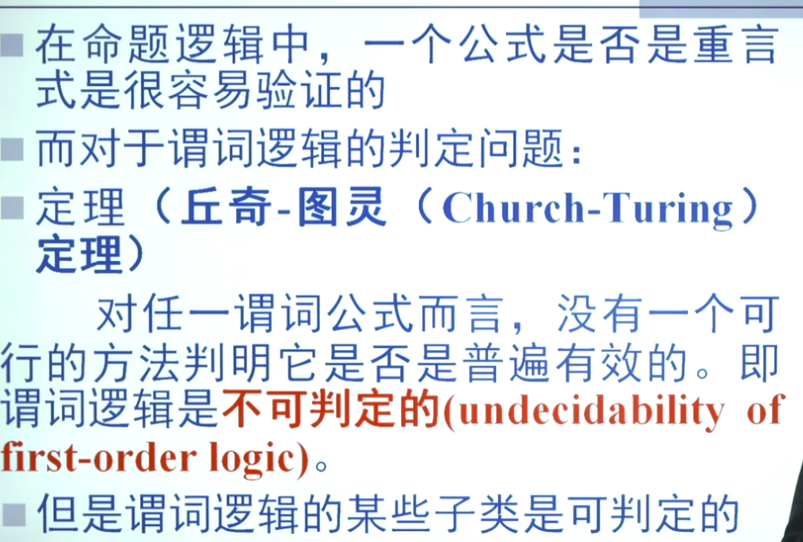 在命题逻辑中，一个公式是否是重言
式是很容易验证的
而对于谓词逻辑的判定问题：
定理（丘奇-图灵（Church-Turing）
定理）
对任一谓词公式而言，没有一个可
行的方法判明它是否是普遍有效的。即
谓词逻辑是不可判定的(undecidability of
first-order logic)。
但是谓词逻辑的某些子类是可判定的